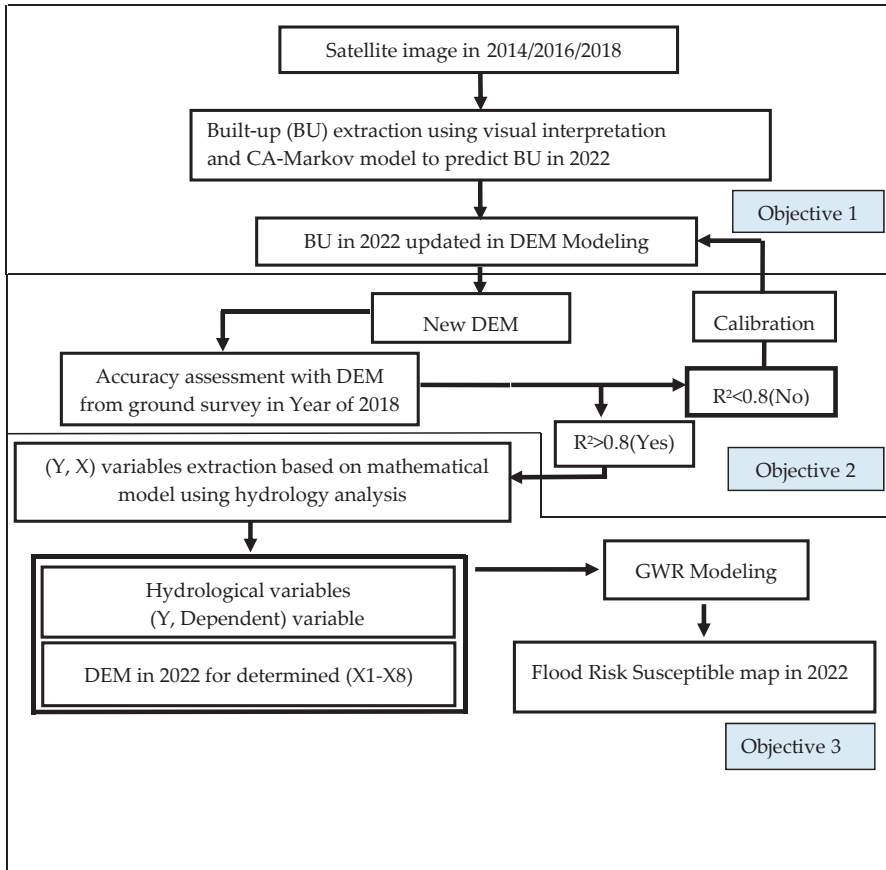 Satellite image in 2014/2016/2018
Built-up (BU) extraction using visual interpretation
and CA-Markov model to predict BU in 2022
Objective 1
BU in 2022 updated in DEM Modeling
New DEM
Calibration
Accuracy assessment with DEM
from ground survey in Year of 2018
R²<0.8(No)
R²>0.8(Yes)
Objective 2
(Y, X) variables extraction based on mathematical
model using hydrology analysis
Hydrological variables
(Y, Dependent) variable
DEM in 2022 for determined (X1-X8)
GWR Modeling
Flood Risk Susceptible map in 2022
Objective 3